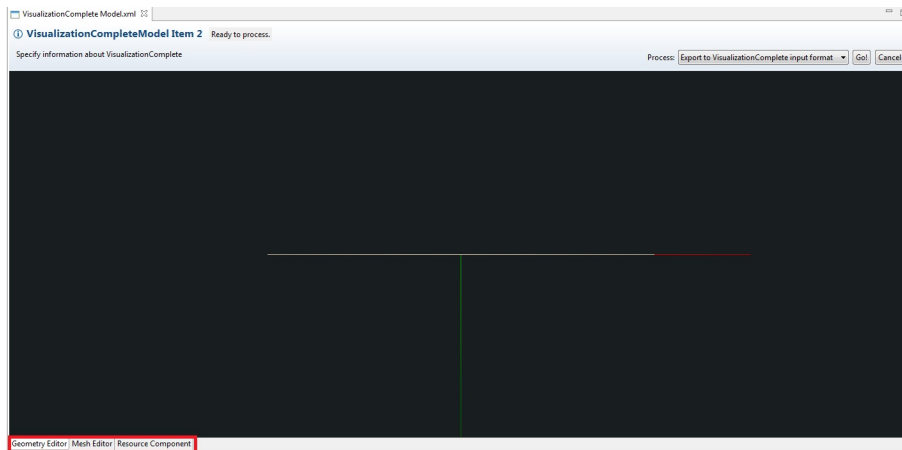 VisualizationComplete Model.xml
VisualizationCompleteModel Item 2 Ready to process.
Specify information about VisualizationComplete
Process: Export to VisualizationComplete input format Go! Cancel
Geometry Editor Mesh Editor Resource Component